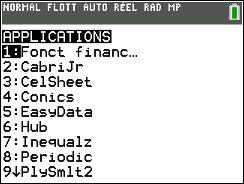 NORMAL FLOTT AUTO RÉEL RAD MP
APPLICATIONS
1:Fonct financ…
2:CabriJr
3:CelSheet
4:Conics
5:EasyData
6:Hub
7:Inequalz
8:Periodic
9↓PlySmlt2